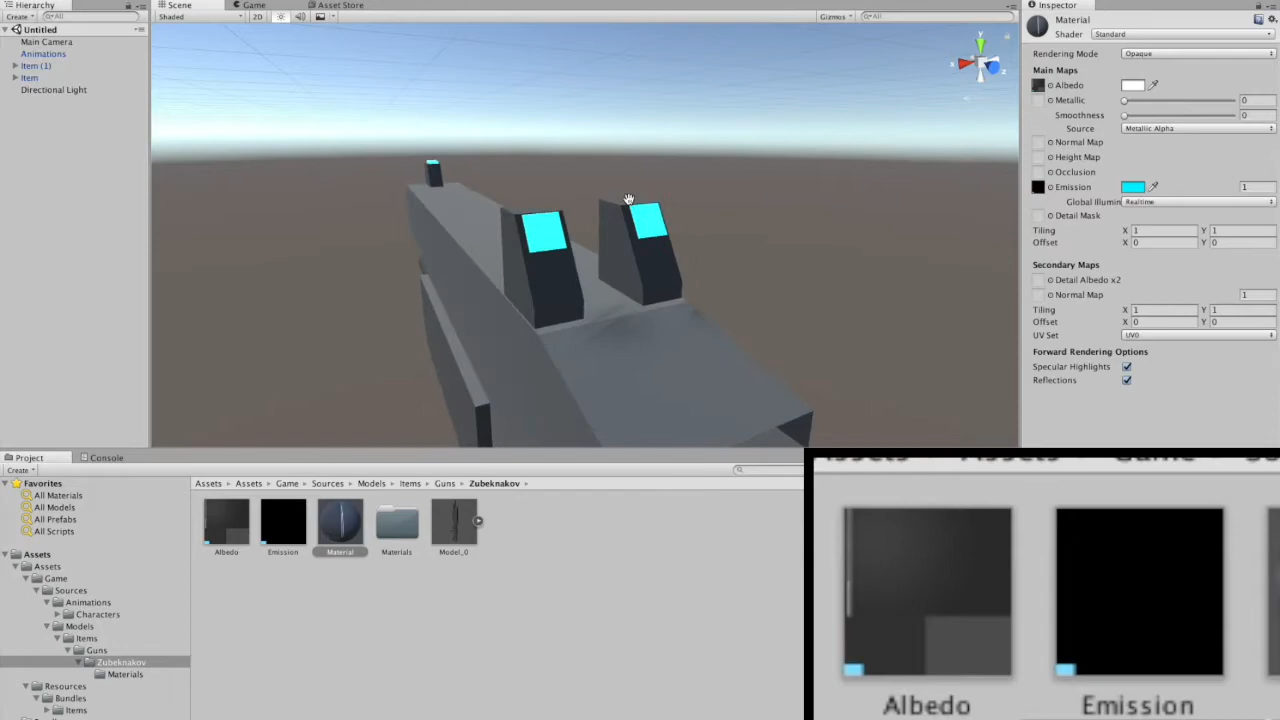 Hierarchy
Create
All
Untitled
Main Camera
Animations
Item (1)
Item
Directional Light
Scene
Game
Asset Store
Shaded
2D
Gizmos
All
y
x
z
Inspector
Material
Shader
Standard
Rendering Mode
Opaque
Main Maps
Albedo
Metallic
0
Smoothness
0
Source
Metallic Alpha
Normal Map
Height Map
Occlusion
Emission
1
Global Illumin
Realtime
Detail Mask
Tiling
X 1
Y 1
Offset
X 0
Y 0
Secondary Maps
Detail Albedo x2
Normal Map
1
Tiling
X 1
Y 1
Offset
X 0
Y 0
UV Set
UV0
Forward Rendering Options
Specular Highlights
Reflections
Project
Console
Create
Favorites
All Materials
All Models
All Prefabs
All Scripts
Assets
Assets
Game
Sources
Animations
Characters
Models
Items
Guns
Zubeknakov
Materials
Resources
Bundles
Items
Assets Assets Game Sources Models Items Guns Zubeknakov
Albedo
Emission
Material
Materials
Model_0
Albedo
Emission